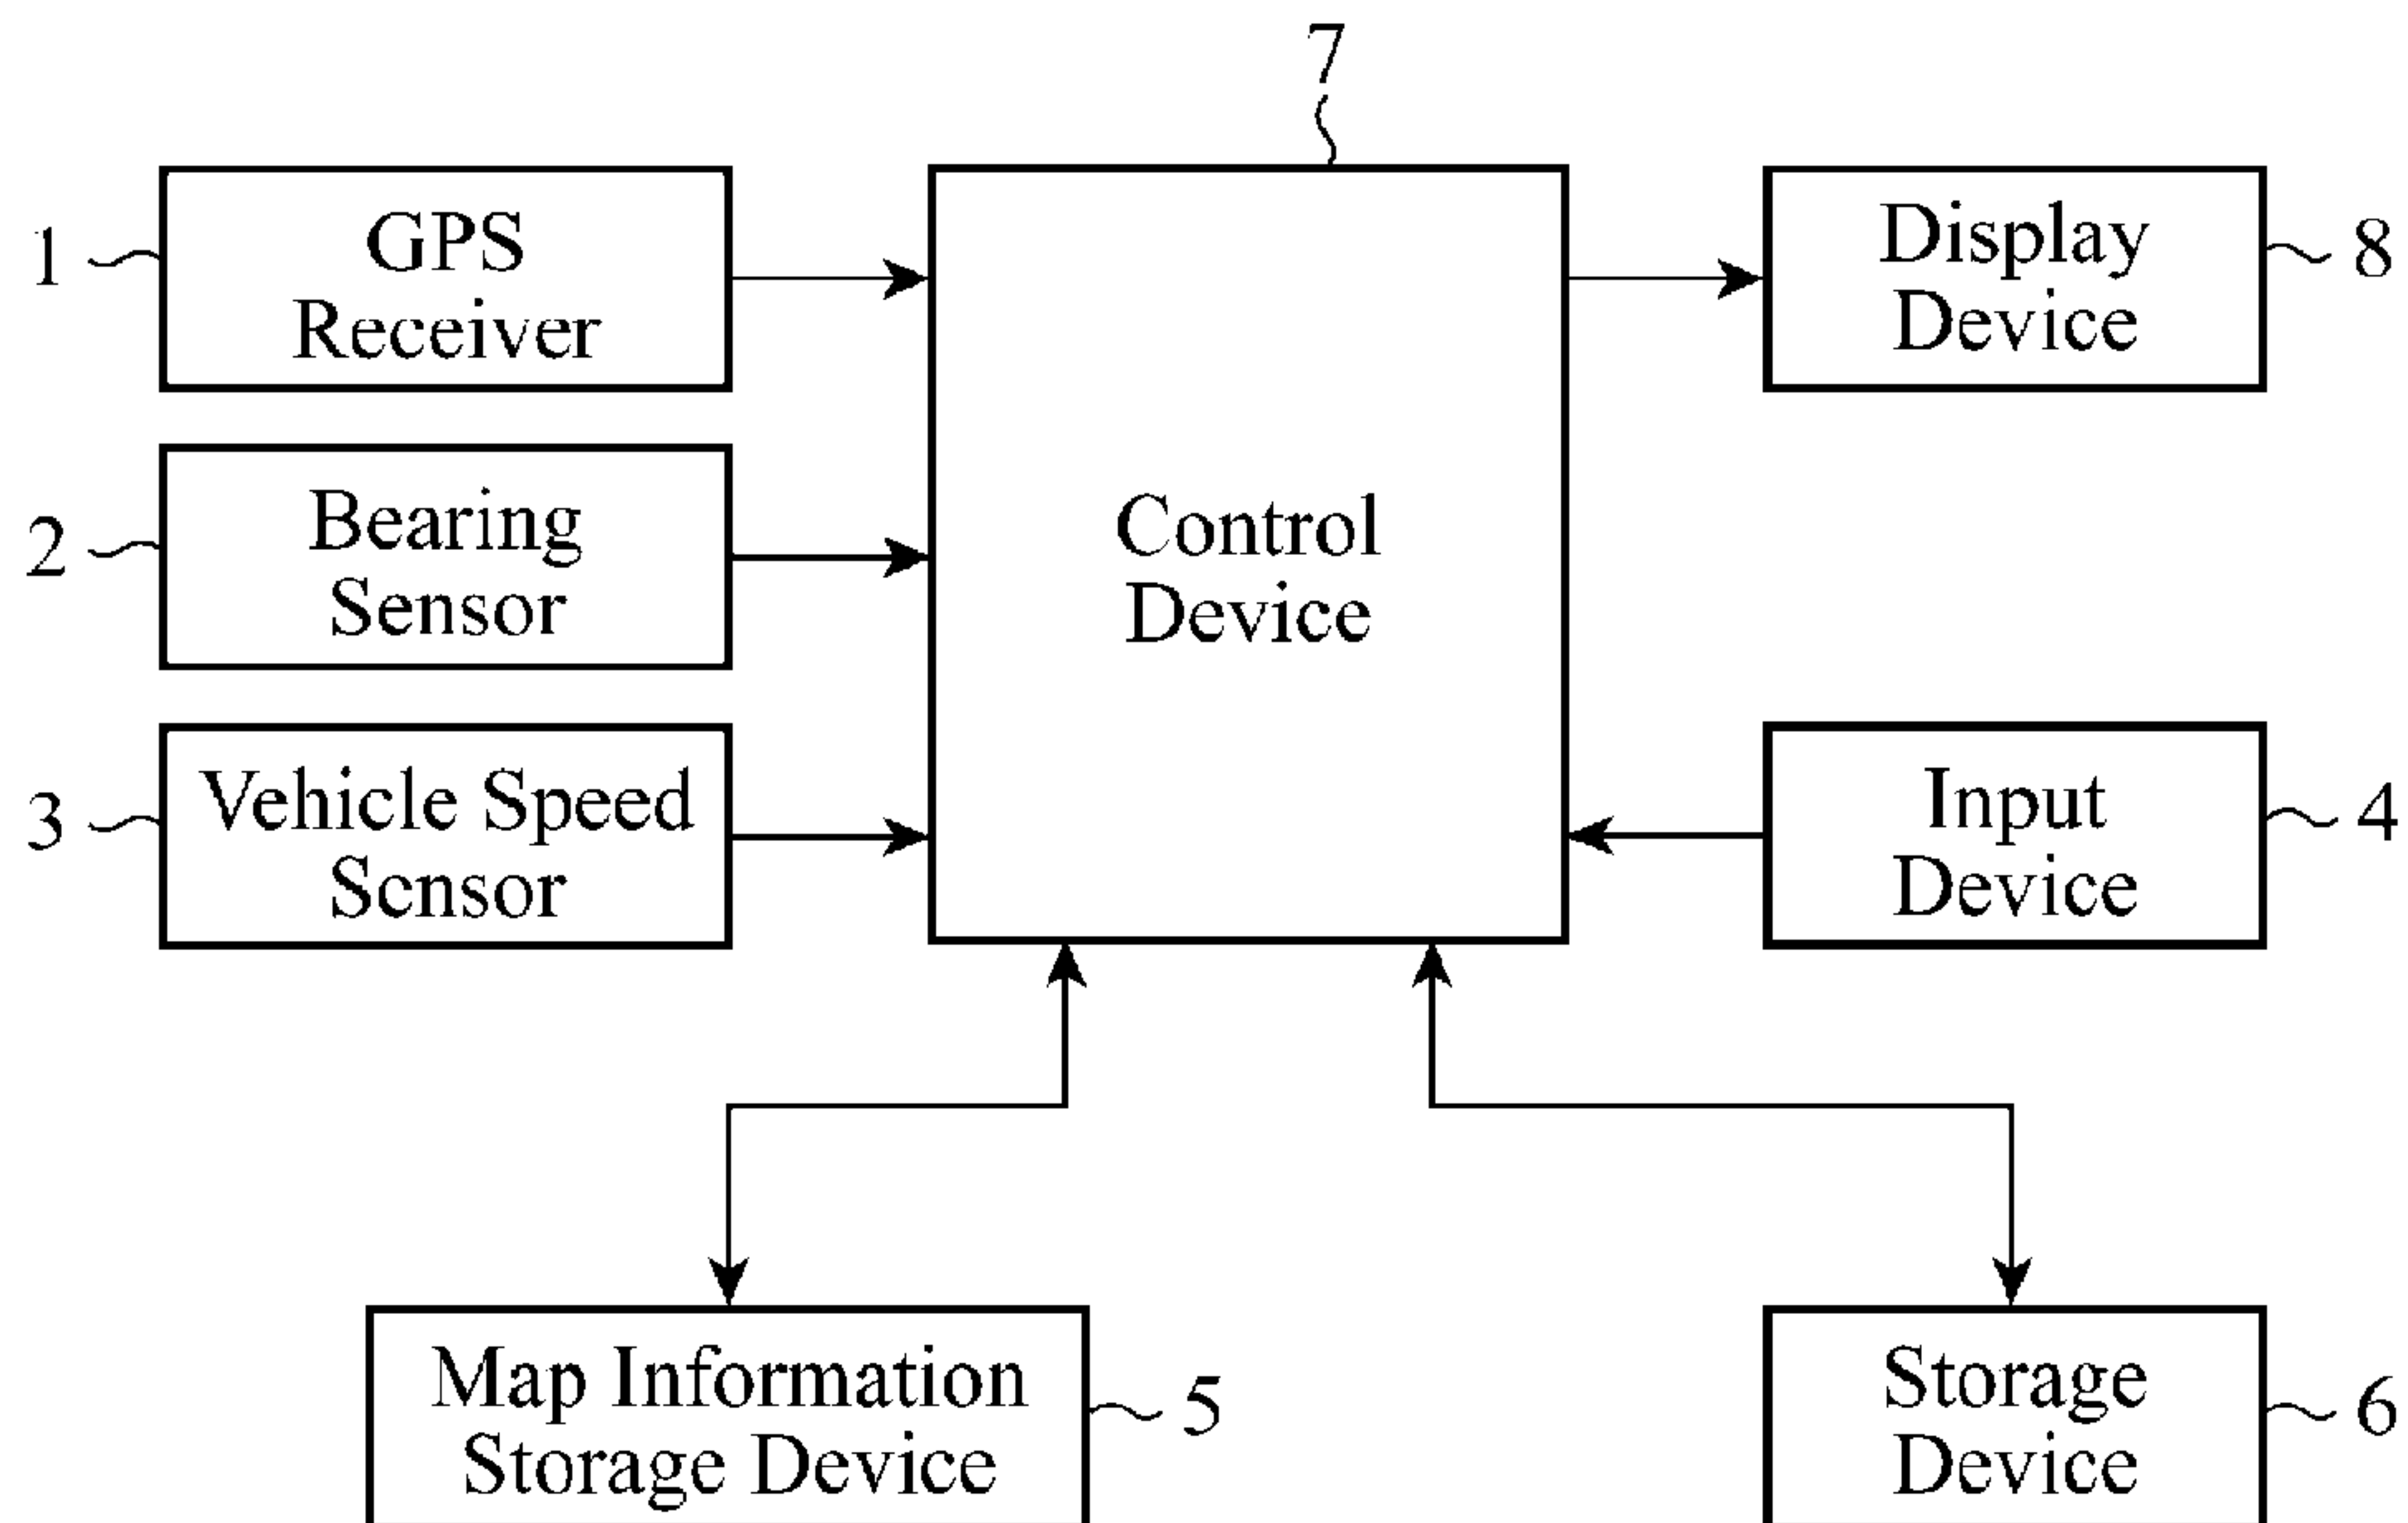 7
1
GPS
Receiver
Display
Device
8
2
Bearing
Sensor
Control
Device
3
Vehicle Speed
Sensor
Input
Device
4
Map Information
Storage Device
5
Storage
Device
6